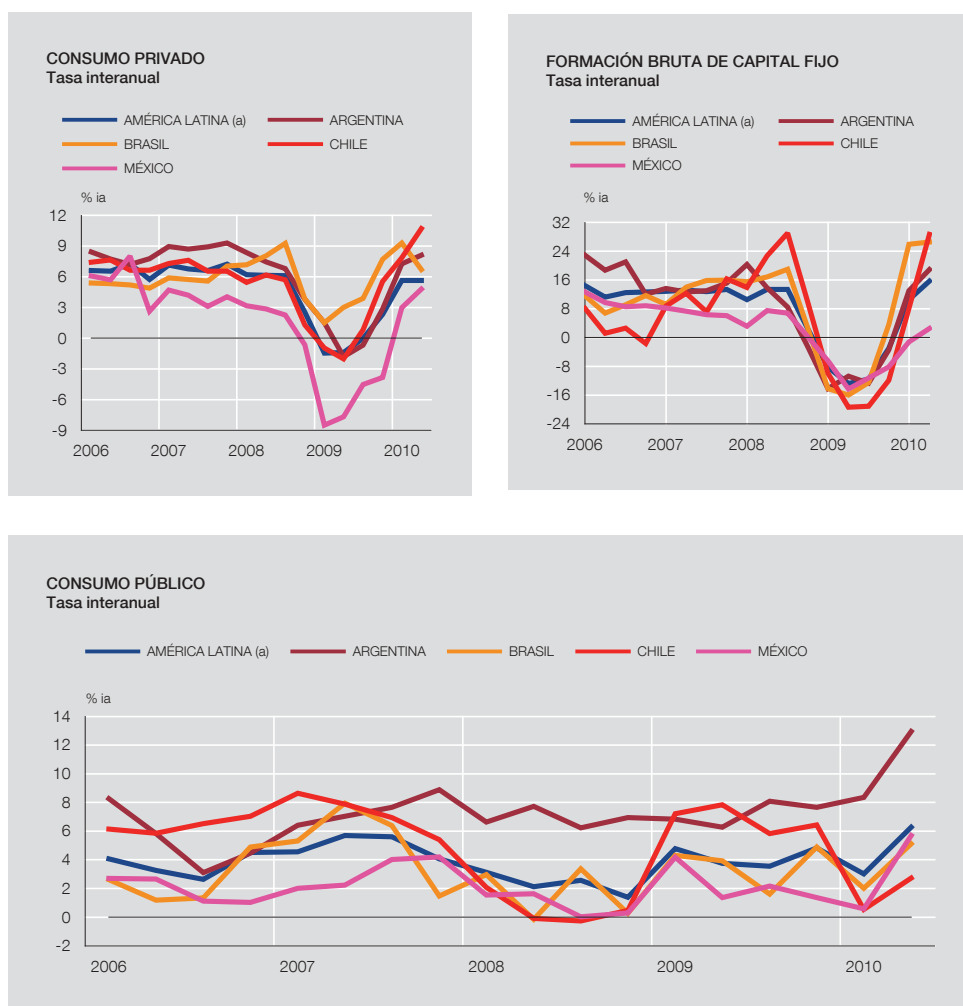 CONSUMO PRIVADO
Tasa interanual
AMÉRICA LATINA (a) ARGENTINA
BRASIL CHILE
MÉXICO
% ia
12
9
6
3
0
-3
-6
-9
2006 2007 2008 2009 2010
FORMACIÓN BRUTA DE CAPITAL FIJO
Tasa interanual
AMÉRICA LATINA (a) ARGENTINA
BRASIL CHILE
MÉXICO
% ia
32
24
16
8
0
-8
-16
-24
2006 2007 2008 2009 2010
CONSUMO PÚBLICO
Tasa interanual
AMÉRICA LATINA (a) ARGENTINA BRASIL CHILE MÉXICO
% ia
14
12
10
8
6
4
2
0
-2
2006 2007 2008 2009 2010